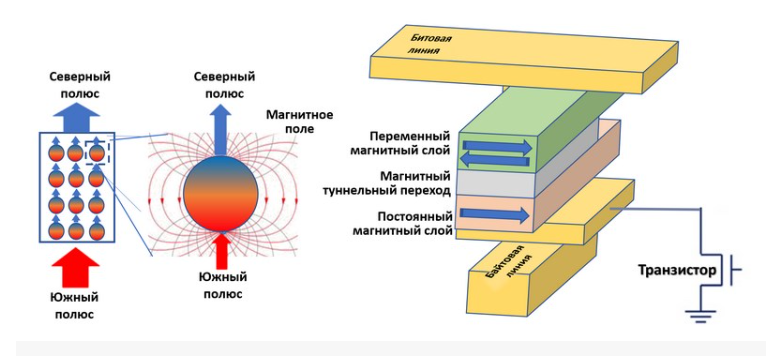 Северный
полюс
Южный
полюс
Северный
полюс
Магнитное
поле
Южный
полюс
Битовая
линия
Переменный
магнитный слой
Магнитный
туннельный переход
Постоянный
магнитный слой
Байтовая
линия
Транзистор